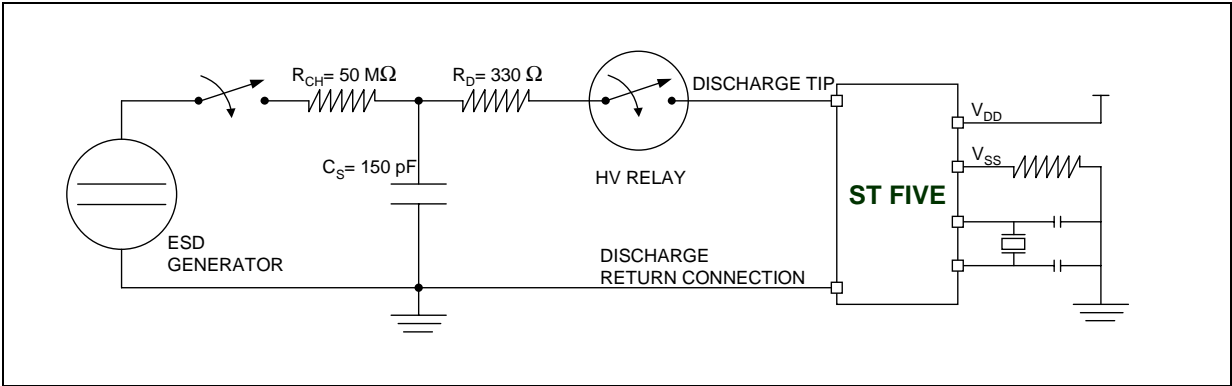 R_CH= 50 MΩ
R_D= 330 Ω
DISCHARGE TIP
V_DD
C_S= 150 pF
HV RELAY
V_SS
ST FIVE
ESD
GENERATOR
DISCHARGE
RETURN CONNECTION